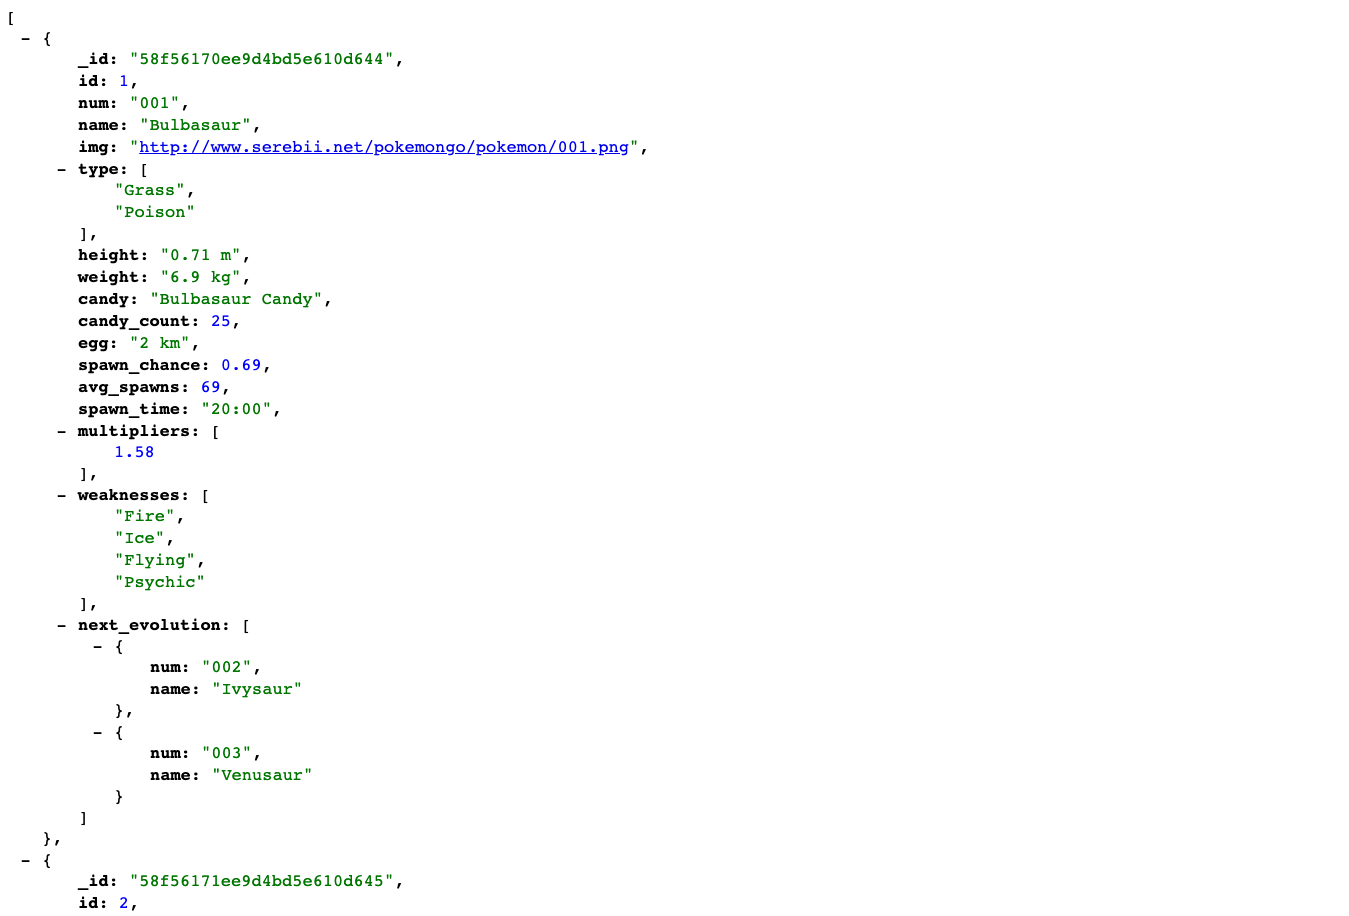 [
- {
_id: "58f56170ee9d4bd5e610d644",
id: 1,
num: "001",
name: "Bulbasaur",
img: "http://www.serebii.net/pokemongo/pokemon/001.png",
- type: [
"Grass",
"Poison"
],
height: "0.71 m",
weight: "6.9 kg",
candy: "Bulbasaur Candy",
candy_count: 25,
egg: "2 km",
spawn_chance: 0.69,
avg_spawns: 69,
spawn_time: "20:00",
- multipliers: [
1.58
],
- weaknesses: [
"Fire",
"Ice",
"Flying",
"Psychic"
],
- next_evolution: [
- {
num: "002",
name: "Ivysaur"
},
- {
num: "003",
name: "Venusaur"
}
]
},
- {
_id: "58f56171ee9d4bd5e610d645",
id: 2,